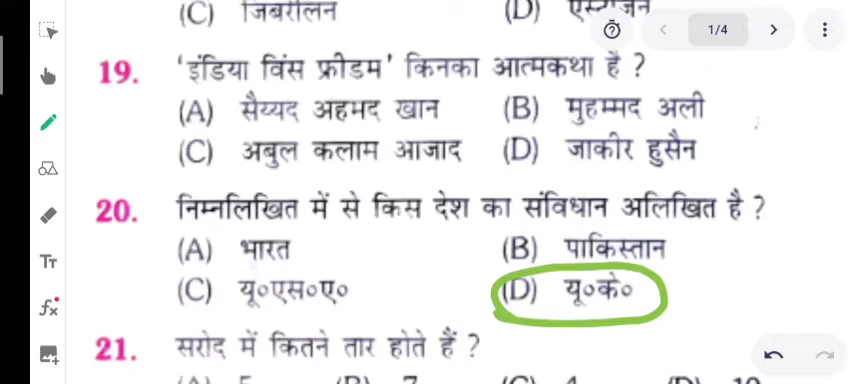 (C) जिबरेलिन (D)
1/4
19. 'इंडिया विंस फ्रीडम' किनका आत्मकथा है ?
(A) सैय्यद अहमद खान (B) मुहम्मद अली
(C) अबुल कलाम आजाद (D) जाकीर हुसैन
20. निम्नलिखित में से किस देश का संविधान अलिखित है ?
(A) भारत (B) पाकिस्तान
(C) यू०एस०ए० (D) यू०के०
21. सरोद में कितने तार होते हैं ?